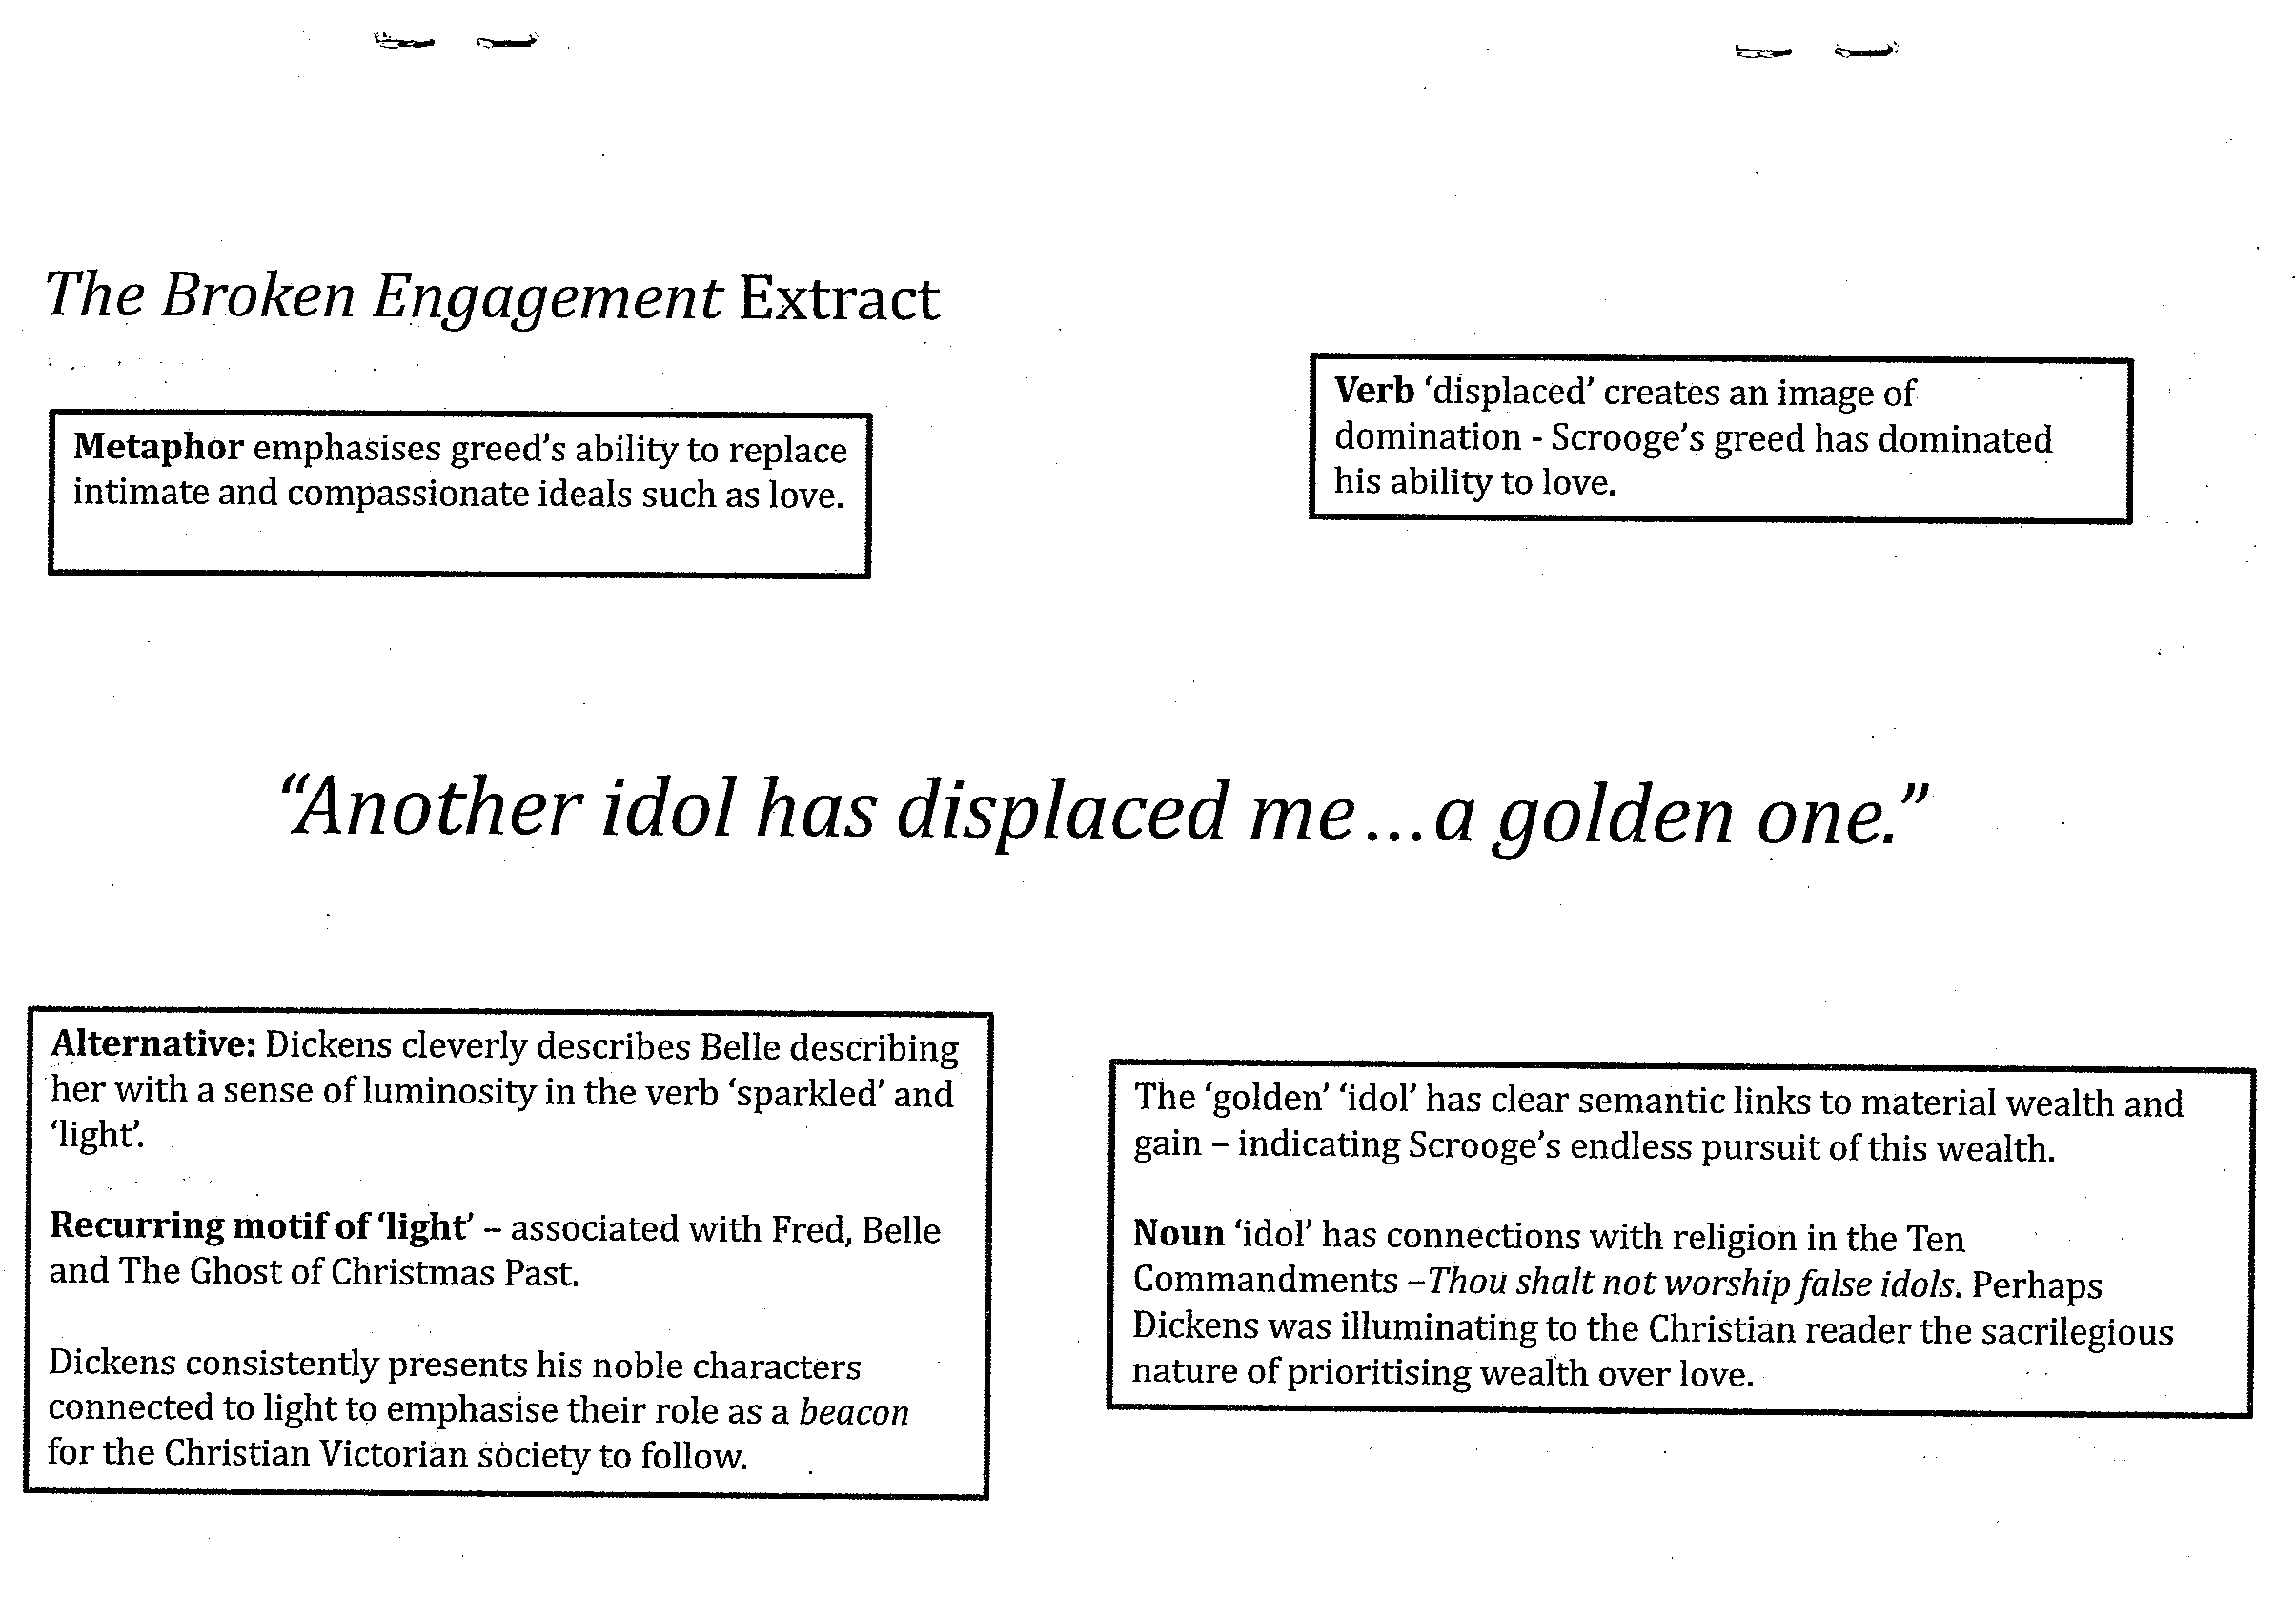 The Broken Engagement Extract
Metaphor emphasises greed's ability to replace
intimate and compassionate ideals such as love.
Verb 'displaced' creates an image of
domination - Scrooge's greed has dominated
his ability to love.
"Another idol has displaced me...a golden one."
Alternative: Dickens cleverly describes Belle describing
her with a sense of luminosity in the verb 'sparkled' and
'light'.
Recurring motif of 'light' – associated with Fred, Belle
and The Ghost of Christmas Past.
Dickens consistently presents his noble characters
connected to light to emphasise their role as a beacon
for the Christian Victorian society to follow.
The 'golden' 'idol' has clear semantic links to material wealth and
gain – indicating Scrooge's endless pursuit of this wealth.
Noun 'idol' has connections with religion in the Ten
Commandments –Thou shalt not worship false idols. Perhaps
Dickens was illuminating to the Christian reader the sacrilegious
nature of prioritising wealth over love.